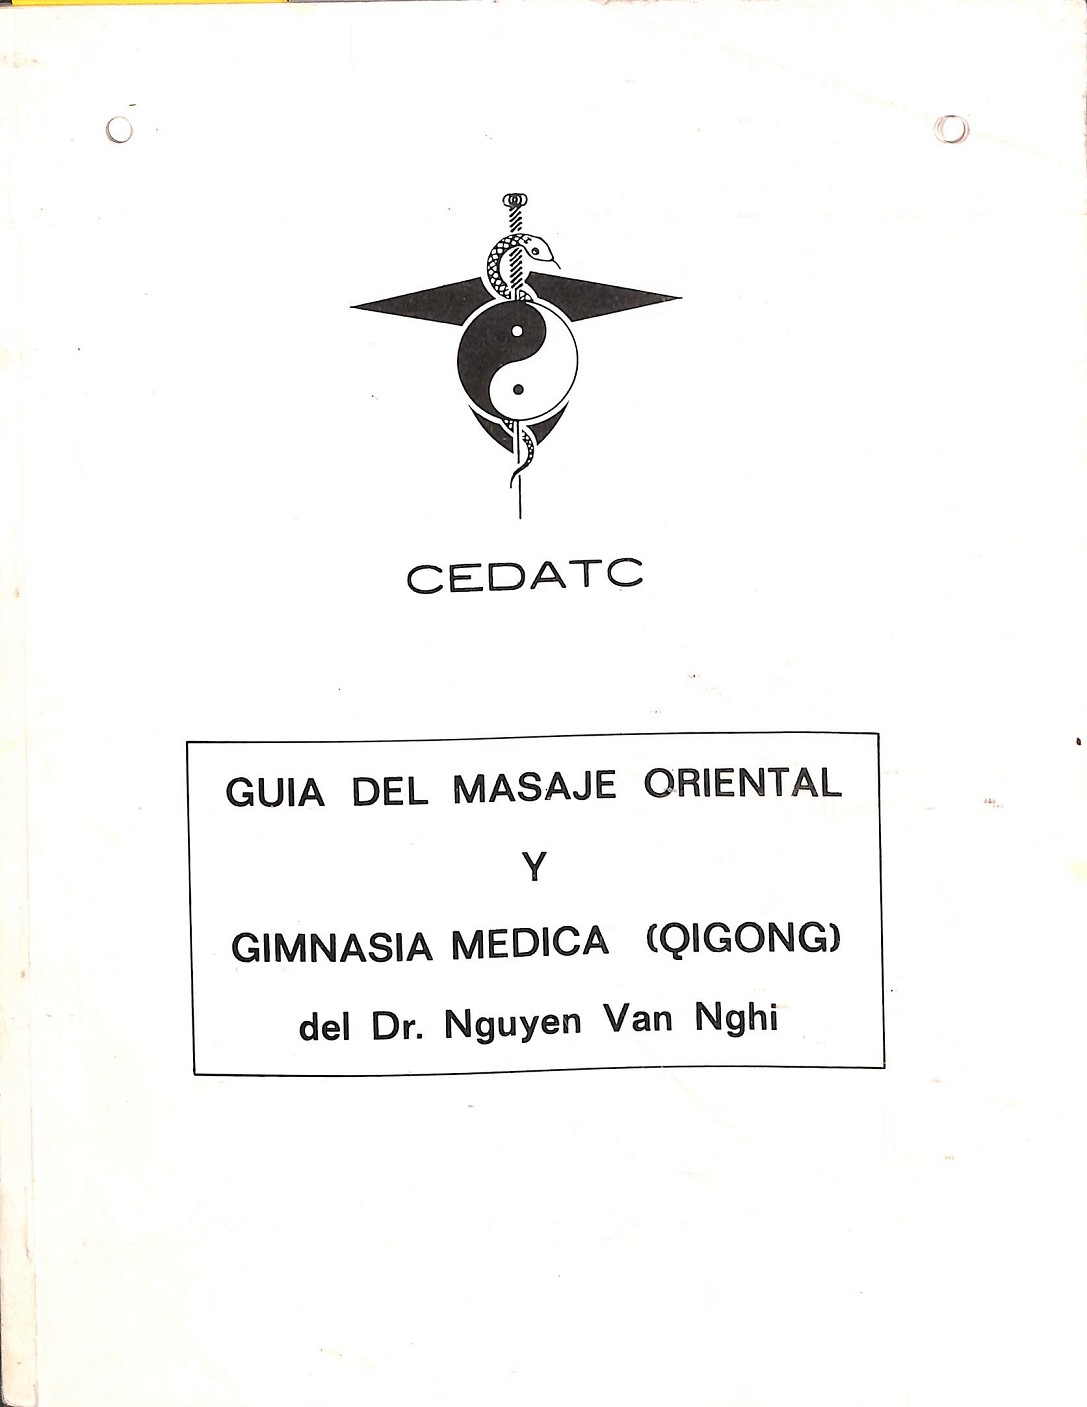 CEDATC
GUIA DEL MASAJE ORIENTAL
Y
GIMNASIA MEDICA (QIGONG)
del Dr. Nguyen Van Nghi